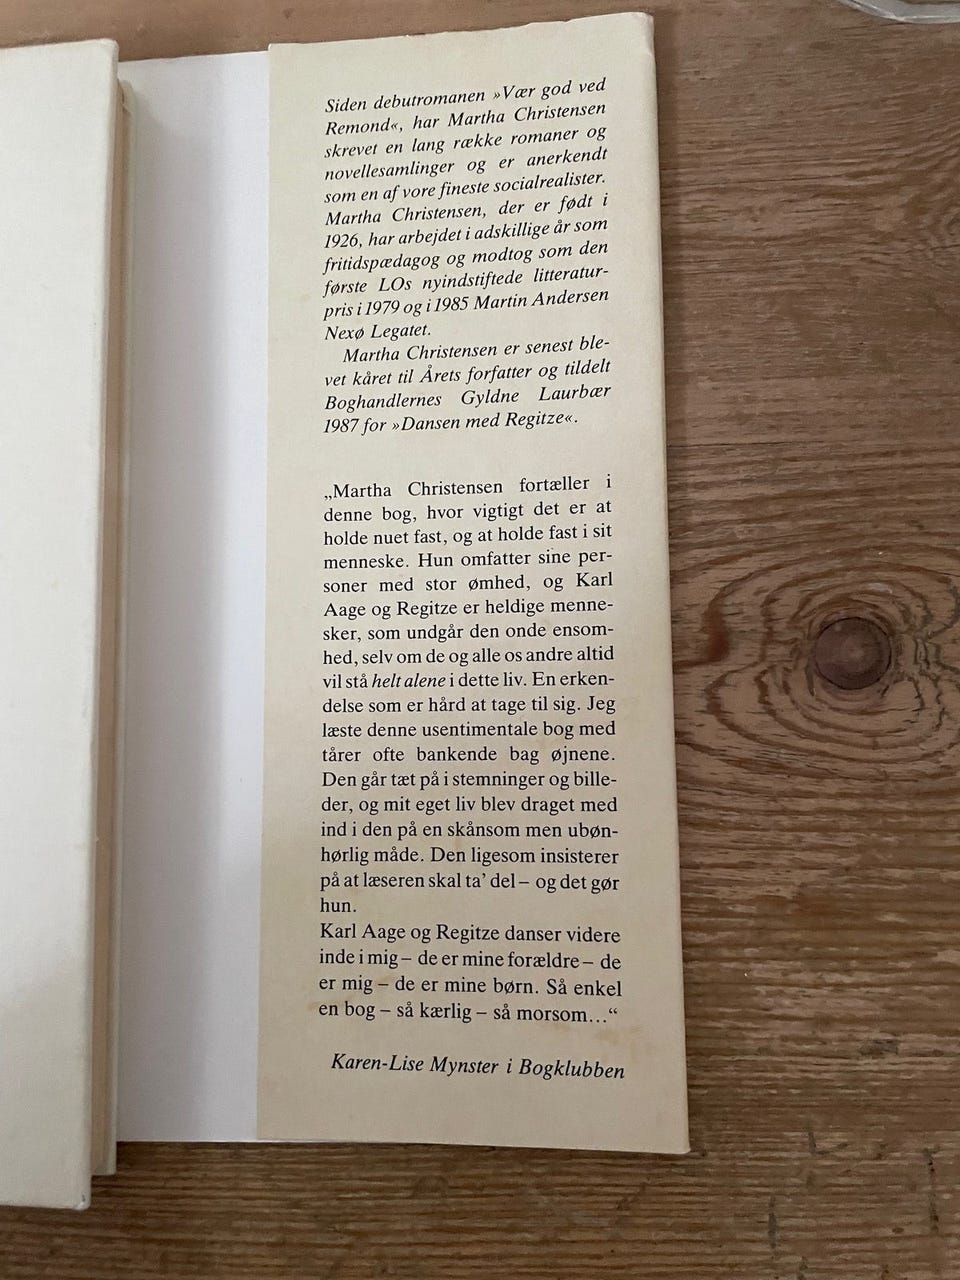 Siden debutromanen »Vær god ved
Remond«, har Martha Christensen
skrevet en lang række romaner og
novellesamlinger og er anerkendt
som en af vore fineste socialrealister.
Martha Christensen, der er født i
1926, har arbejdet i adskillige år som
fritidspædagog og modtog som den
første LOs nyindstiftede litteratur-
pris i 1979 og i 1985 Martin Andersen
Nexø Legatet.
Martha Christensen er senest ble-
vet kåret til Årets forfatter og tildelt
Boghandlernes Gyldne Laurbær
1987 for »Dansen med Regitze«.
„Martha Christensen fortæller i
denne bog, hvor vigtigt det er at
holde nuet fast, og at holde fast i sit
menneske. Hun omfatter sine per-
soner med stor ømhed, og Karl
Aage og Regitze er heldige menne-
sker, som undgår den onde ensom-
hed, selv om de og alle os andre altid
vil stå helt alene i dette liv. En erken-
delse som er hård at tage til sig. Jeg
læste denne usentimentale bog med
tårer ofte bankende bag øjnene.
Den går tæt på i stemninger og bille-
der, og mit eget liv blev draget med
ind i den på en skånsom men ubøn-
hørlig måde. Den ligesom insisterer
på at læseren skal ta’ del – og det gør
hun.
Karl Aage og Regitze danser videre
inde i mig – de er mine forældre – de
er mig – de er mine børn. Så enkel
en bog – så kærlig – så morsom...“
Karen-Lise Mynster i Bogklubben